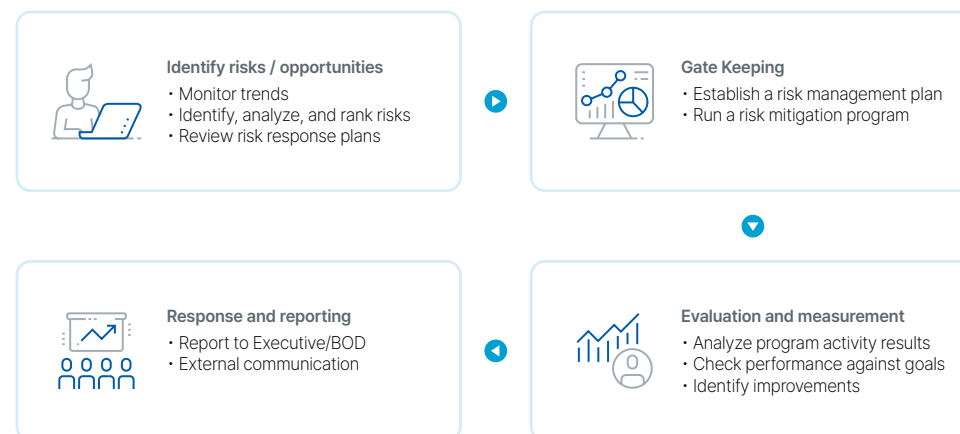 Identify risks / opportunities
・Monitor trends
・Identify, analyze, and rank risks
・Review risk response plans
Gate Keeping
・Establish a risk management plan
・Run a risk mitigation program
Evaluation and measurement
・Analyze program activity results
・Check performance against goals
・Identify improvements
Response and reporting
・Report to Executive/BOD
・External communication